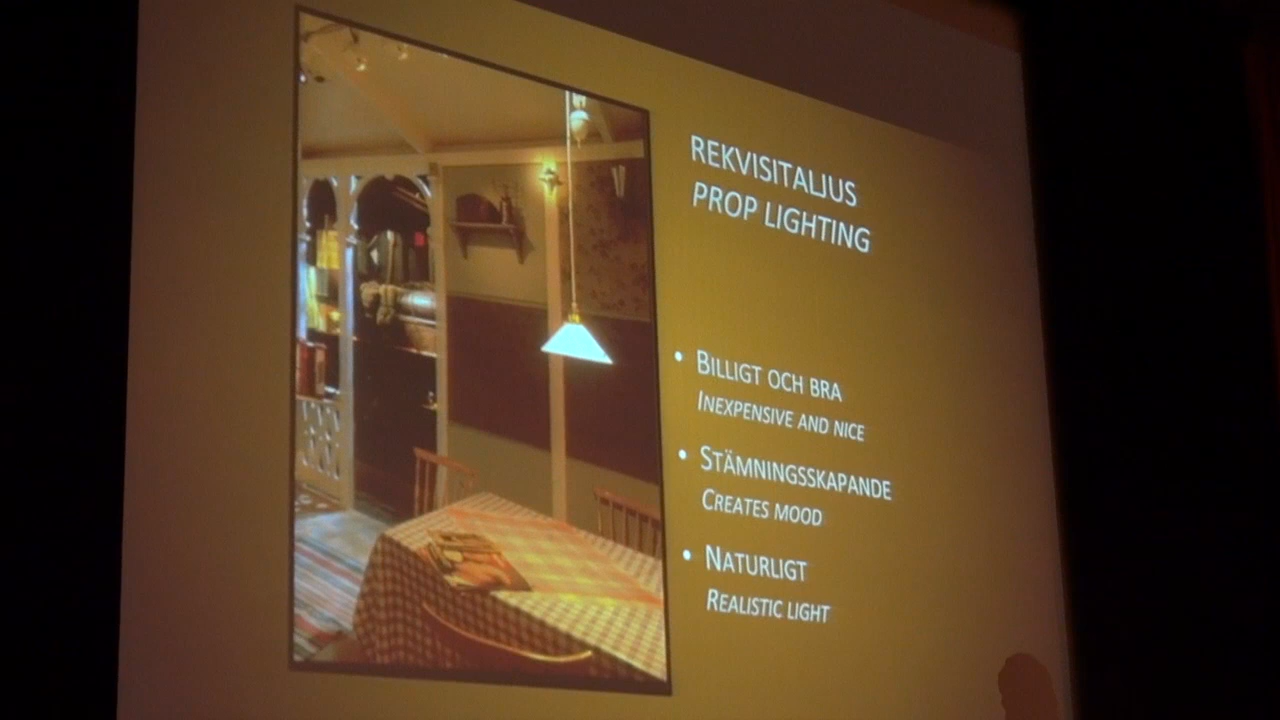 REKVISITALJUS
PROP LIGHTING
• BILLIGT OCH BRA
INEXPENSIVE AND NICE
• STÄMNINGSSKAPANDE
CREATES MOOD
• NATURLIGT
REALISTIC LIGHT